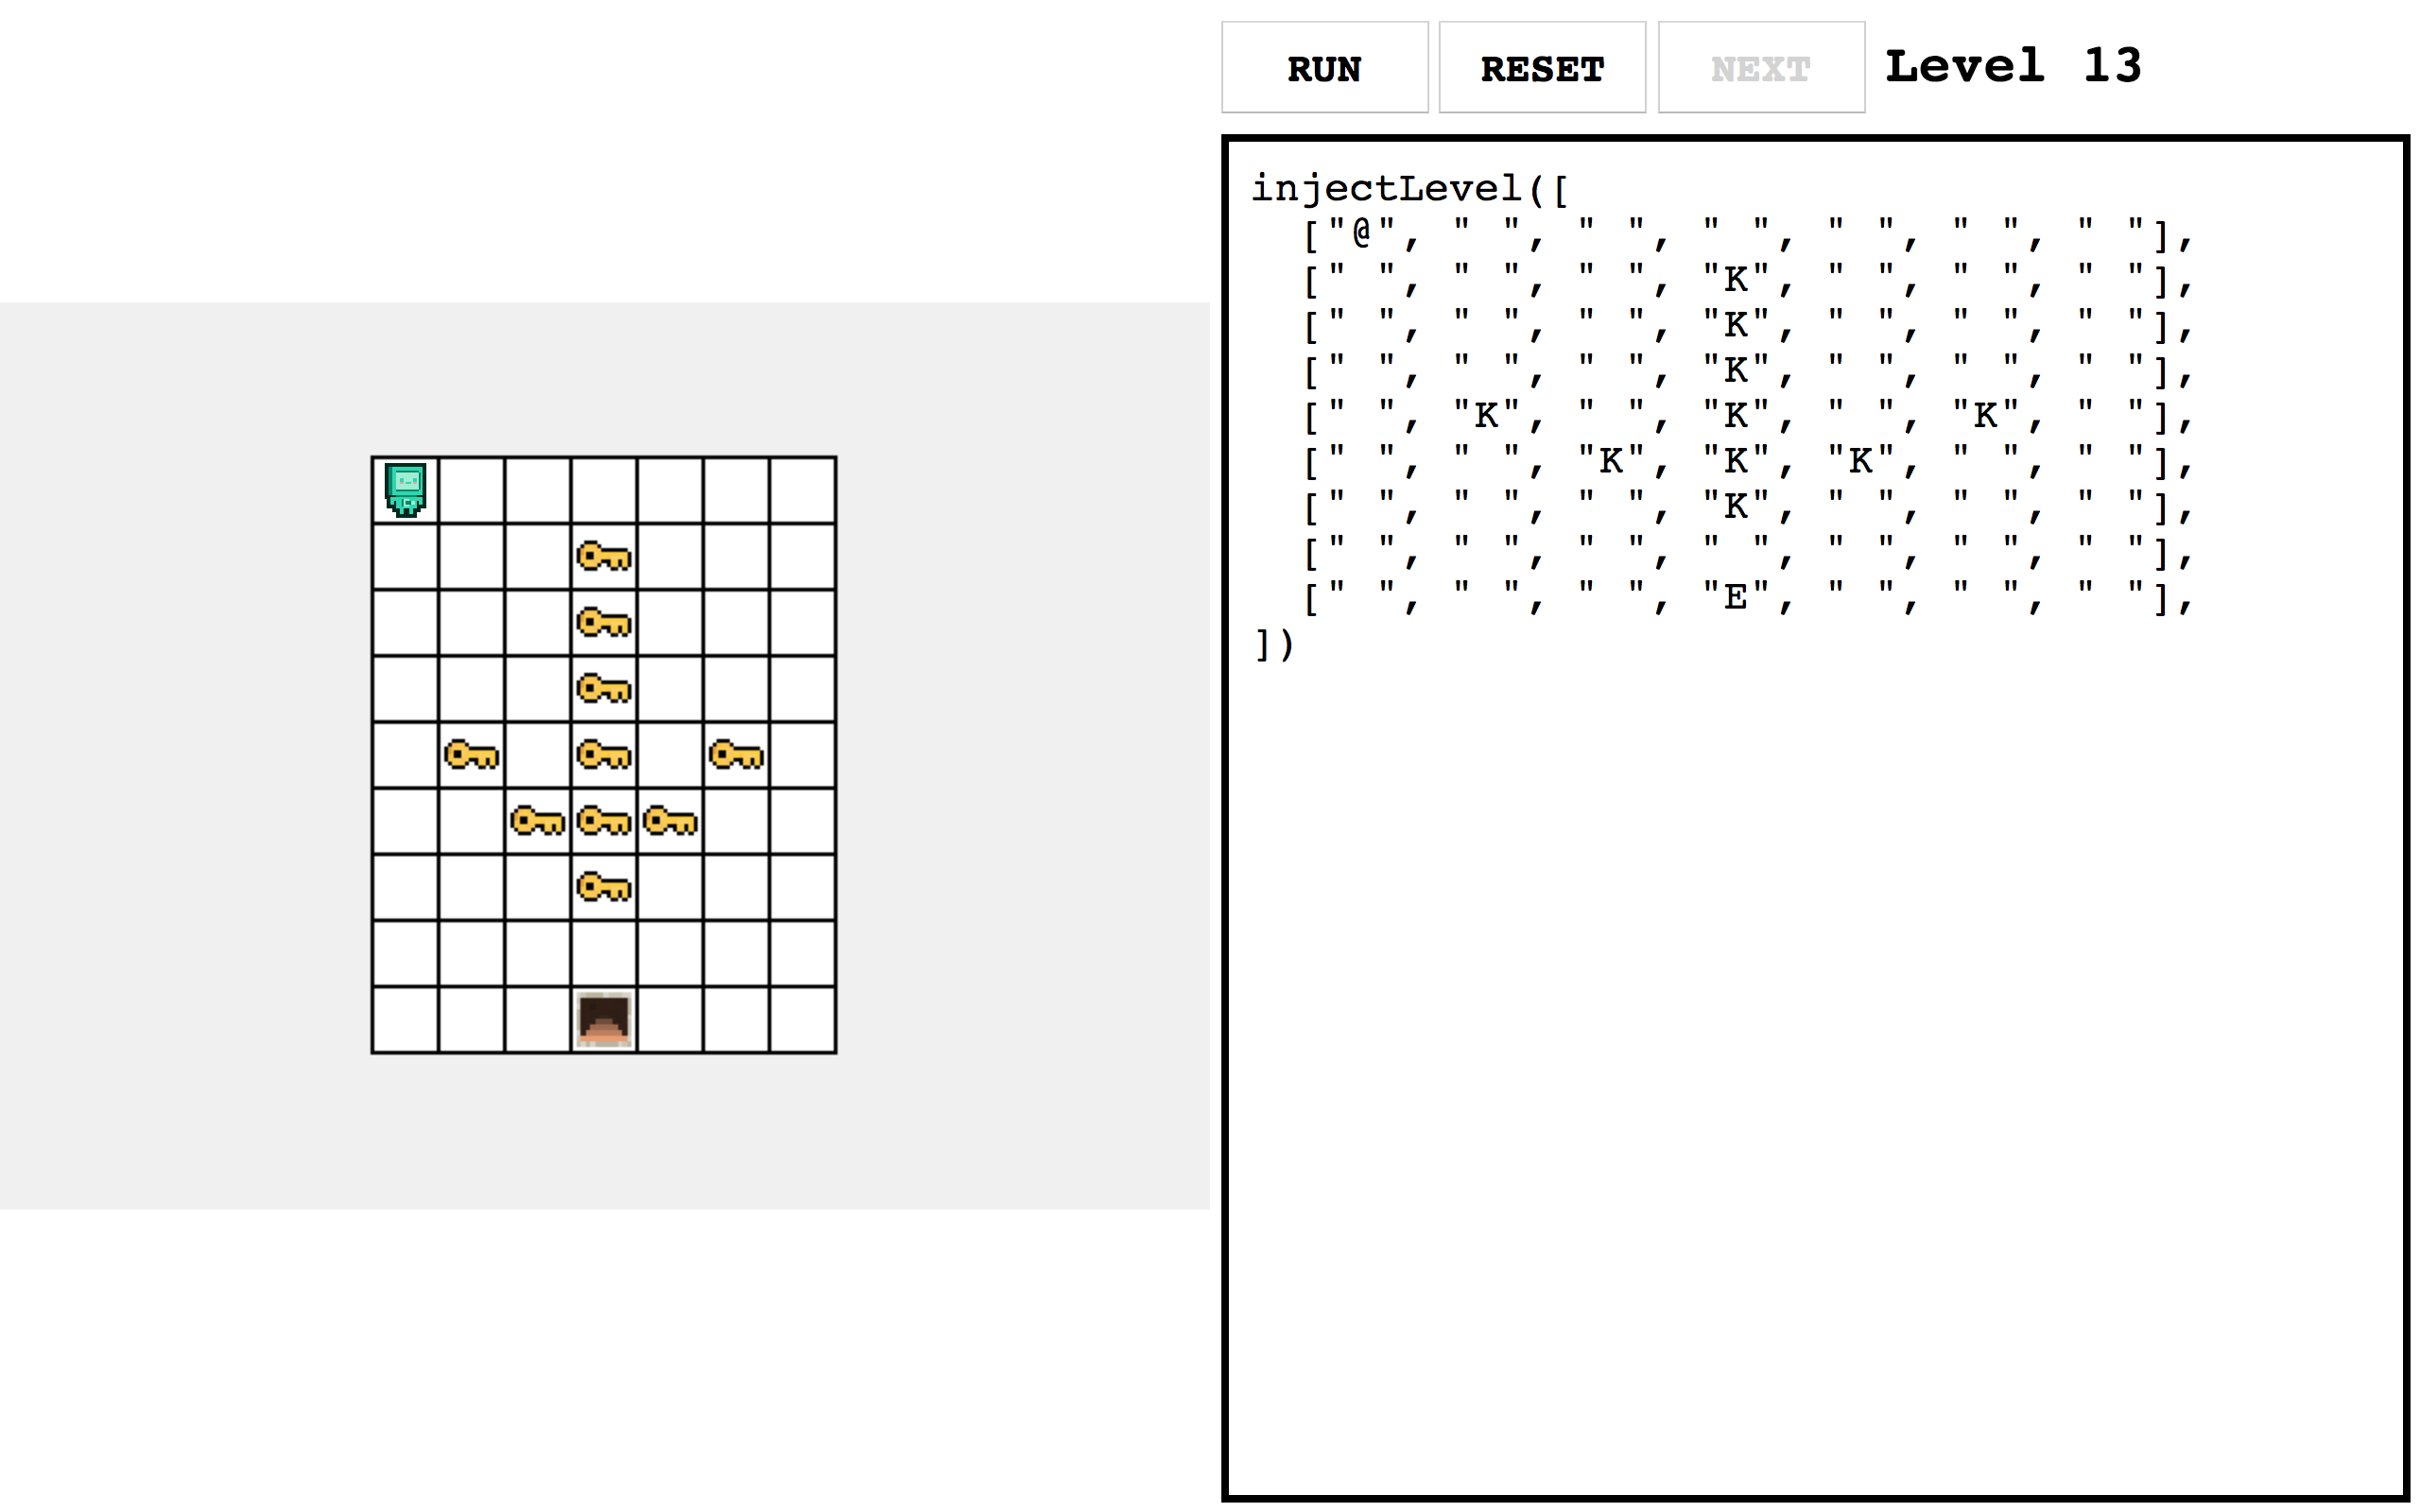 RUN RESET NEXT Level 13
injectLevel([
  ["@", " ", " ", " ", " ", " ", " "],
  [" ", " ", " ", "K", " ", " ", " "],
  [" ", " ", " ", "K", " ", " ", " "],
  [" ", " ", " ", "K", " ", " ", " "],
  [" ", "K", " ", "K", " ", "K", " "],
  [" ", " ", "K", "K", "K", " ", " "],
  [" ", " ", " ", "K", " ", " ", " "],
  [" ", " ", " ", " ", " ", " ", " "],
  [" ", " ", " ", "E", " ", " ", " "],
])